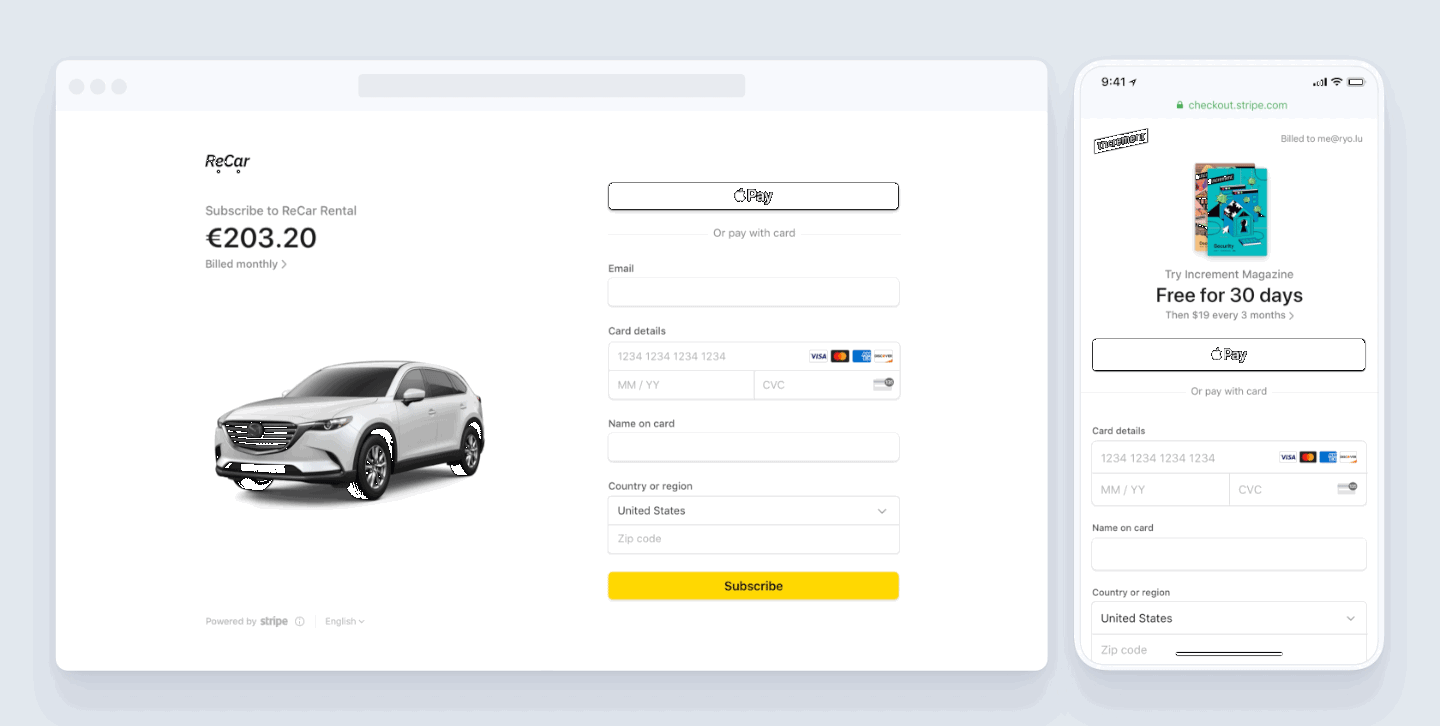 ReCar
Subscribe to ReCar Rental
€203.20
Billed monthly
Pay
Or pay with card
Email
Card details
1234 1234 1234 1234
VISA
DISCOVER
MM / YY
CVC
Name on card
Country or region
United States
Zip code
Subscribe
Powered by stripe
English
9:41
checkout.stripe.com
Increment
Billed to me@ryo.lu
Security
Try Increment Magazine
Free for 30 days
Then $19 every 3 months
Pay
Or pay with card
Card details
1234 1234 1234 1234
VISA
DISCOVER
MM / YY
CVC
Name on card
Country or region
United States
Zip code